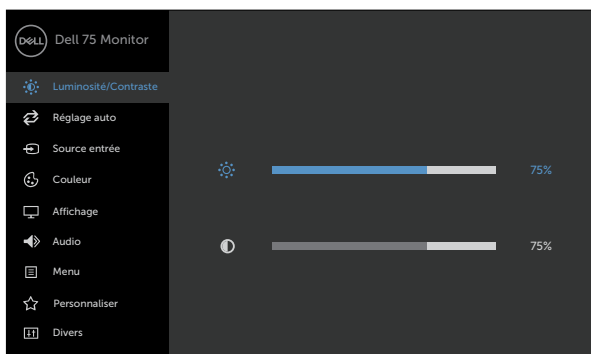 DELL
Dell 75 Monitor
Luminosité/Contraste
Réglage auto
Source entrée
75%
Couleur
Affichage
Audio
75%
Menu
Personnaliser
Divers